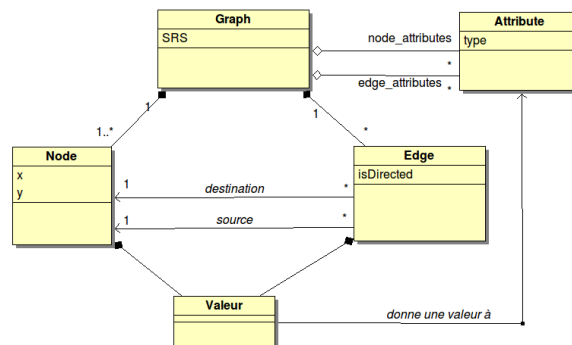 Graph
SRS
Attribute
type
node_attributes
*
edge_attributes
*
1
1
1..*
*
Node
x
y
Edge
isDirected
1
destination
*
1
source
*
Valeur
donne une valeur à